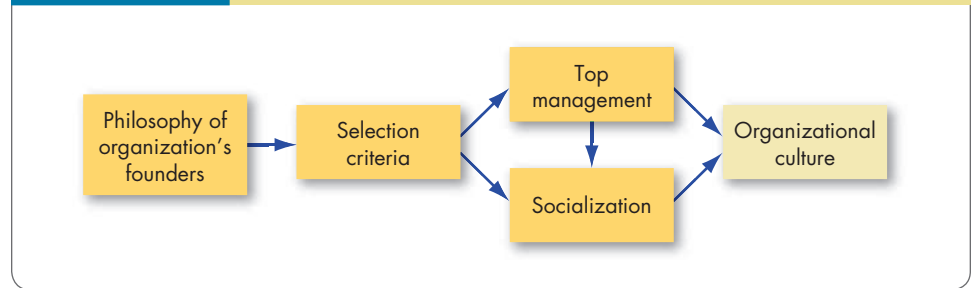 Philosophy of
organization’s
founders
Selection
criteria
Top
management
Socialization
Organizational
culture